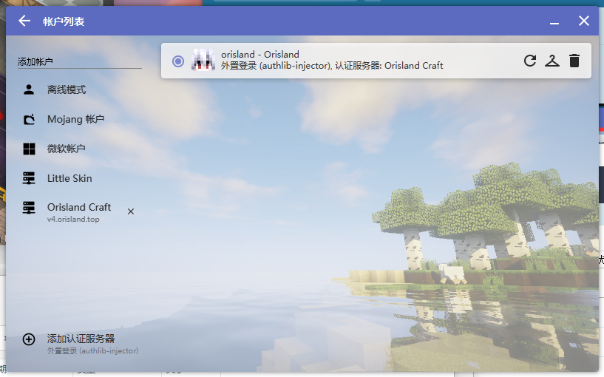 帐户列表
添加帐户
离线模式
Mojang 帐户
微软帐户
Little Skin
Orisland Craft
v4.orisland.top
添加认证服务器
外置登录 (authlib-injector)
orisland - Orisland
外置登录 (authlib-injector), 认证服务器: Orisland Craft